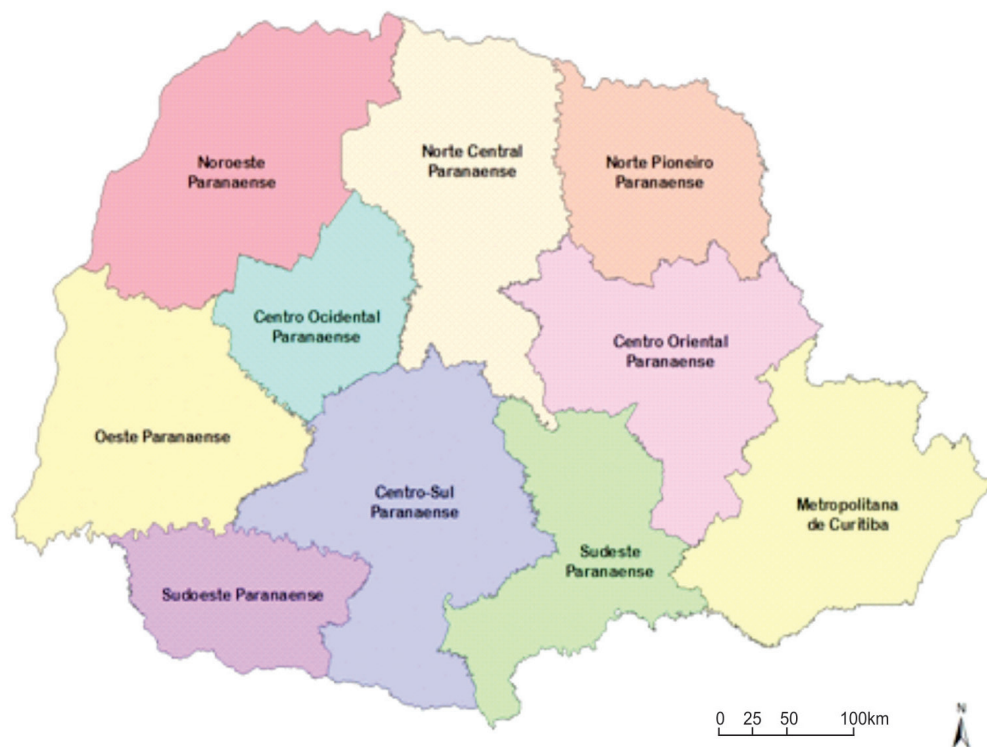 Noroeste
Paranaense
Norte Central
Paranaense
Norte Pioneiro
Paranaense
Centro Ocidental
Paranaense
Centro Oriental
Paranaense
Oeste Paranaense
Centro-Sul
Paranaense
Metropolitana
de Curitiba
Sudeste
Paranaense
Sudoeste Paranaense
0 25 50 100km
N